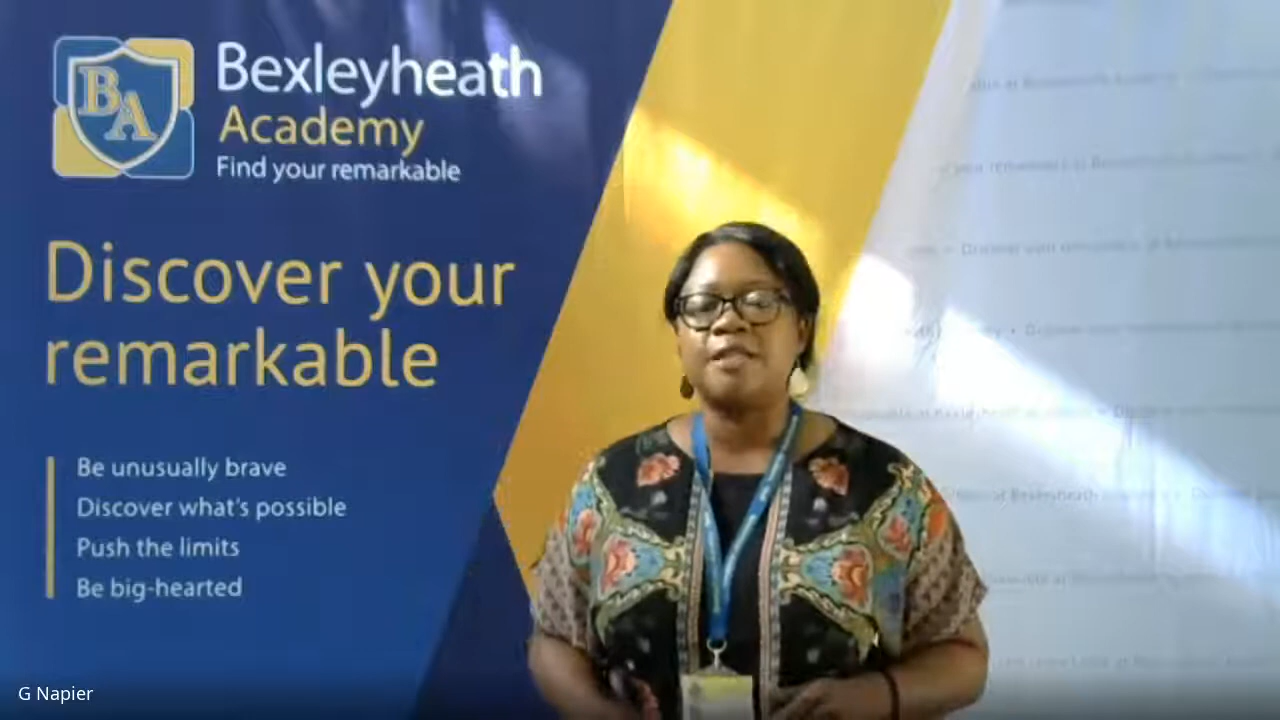 BA
Bexleyheath
Academy
Find your remarkable
Discover your
remarkable
Be unusually brave
Discover what's possible
Push the limits
Be big-hearted
G Napier